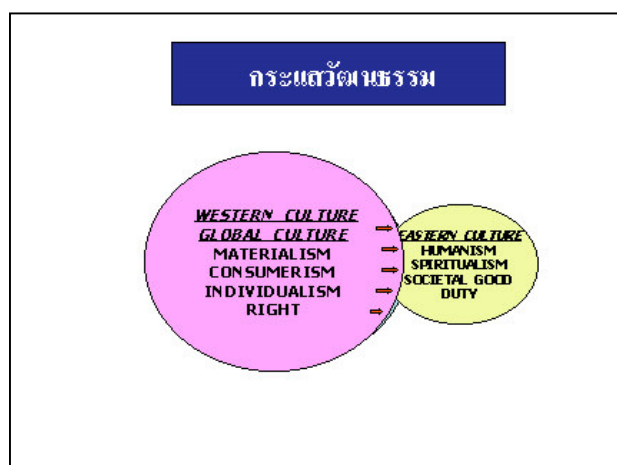 กระแสวัฒนธรรม
WESTERN CULTURE
GLOBAL CULTURE
MATERIALISM
CONSUMERISM
INDIVIDUALISM
RIGHT
EASTERN CULTURE
HUMANISM
SPIRITUALISM
SOCIETAL GOOD
DUTY